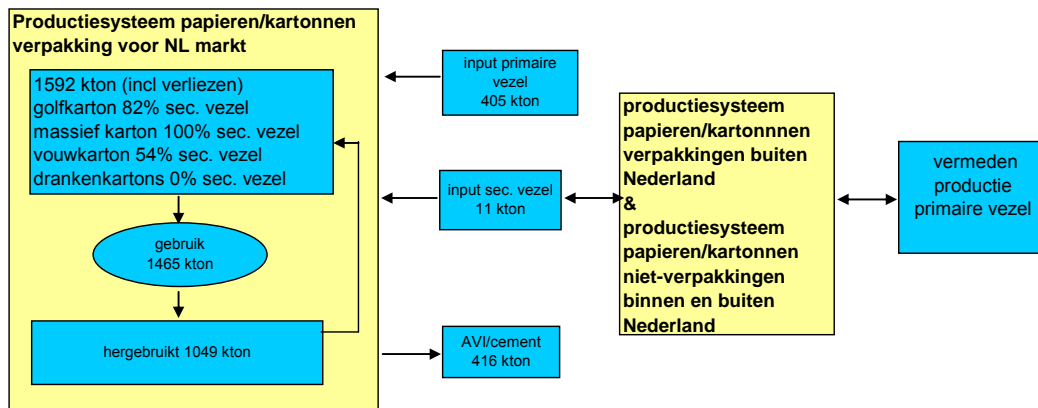 Productiesysteem papieren/kartonnen
verpakking voor NL markt
1592 kton (incl verliezen)
golfkarton 82% sec. vezel
massief karton 100% sec. vezel
vouwkarton 54% sec. vezel
drankenkartons 0% sec. vezel
gebruik
1465 kton
hergebruikt 1049 kton
input primaire
vezel
405 kton
input sec. vezel
11 kton
AVI/cement
416 kton
productiesysteem
papieren/kartonnnen
verpakkingen buiten
Nederland
&
productiesysteem
papieren/kartonnen
niet-verpakkingen
binnen en buiten
Nederland
vermeden
productie
primaire vezel